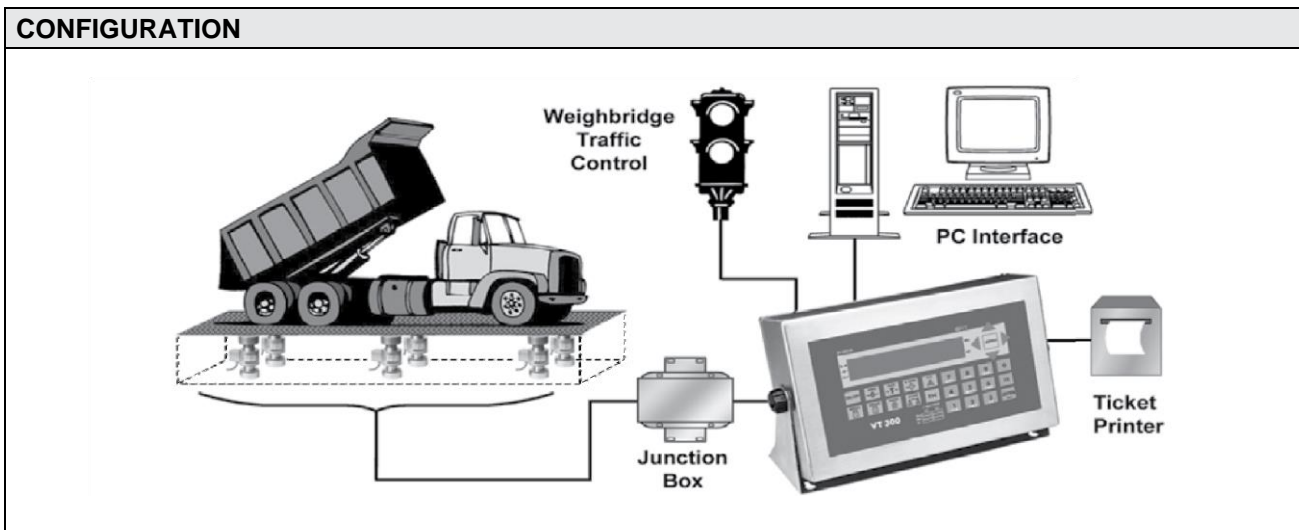 CONFIGURATION
Weighbridge
Traffic
Control
PC Interface
VT 300
Junction
Box
Ticket
Printer